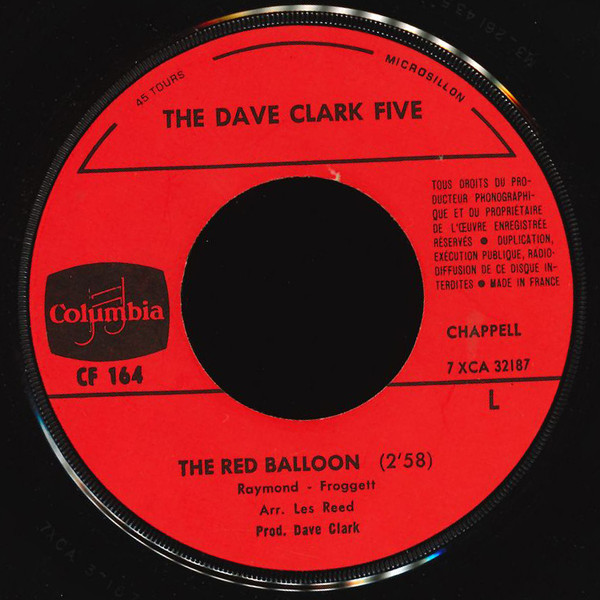 45 TOURS
MICROSILLON
THE DAVE CLARK FIVE
TOUS DROITS DU PRO-
DUCTEUR PHONOGRAPHI-
QUE ET DU PROPRIÉTAIRE
DE L'ŒUVRE ENREGISTRÉE
RÉSERVÉS ● DUPLICATION,
EXÉCUTION PUBLIQUE, RADIO-
DIFFUSION DE CE DISQUE IN-
TERDITES ● MADE IN FRANCE
Columbia
CF 164
CHAPPELL
7 XCA 32187
L
THE RED BALLOON (2'58)
Raymond - Froggett
Arr. Les Reed
Prod. Dave Clark